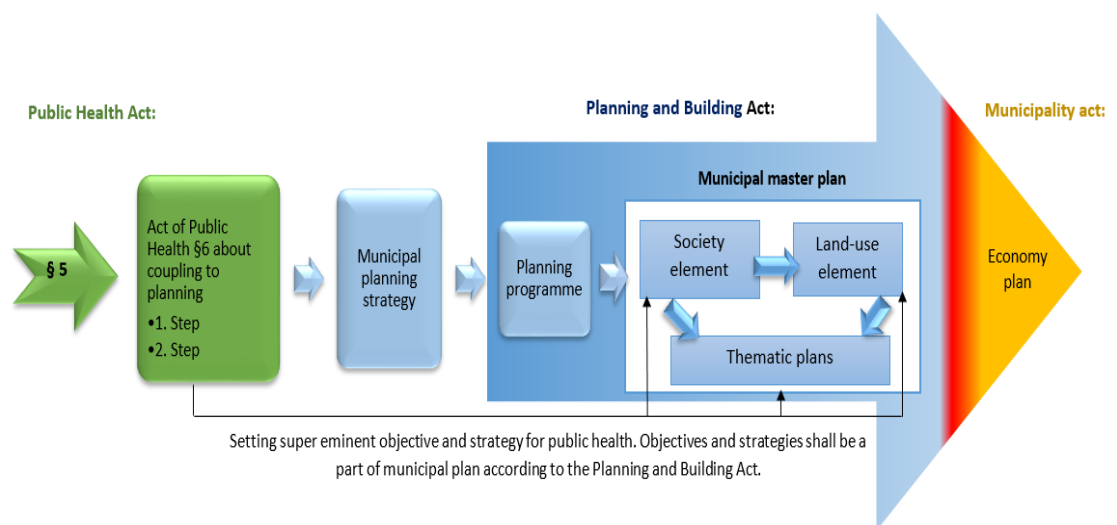 Public Health Act:
Planning and Building Act:
Municipality act:
§ 5
Act of Public
Health §6 about
coupling to
planning
•1. Step
•2. Step
Municipal
planning
strategy
Planning
programme
Municipal master plan
Society
element
Land-use
element
Thematic plans
Economy
plan
Setting super eminent objective and strategy for public health. Objectives and strategies shall be a
part of municipal plan according to the Planning and Building Act.